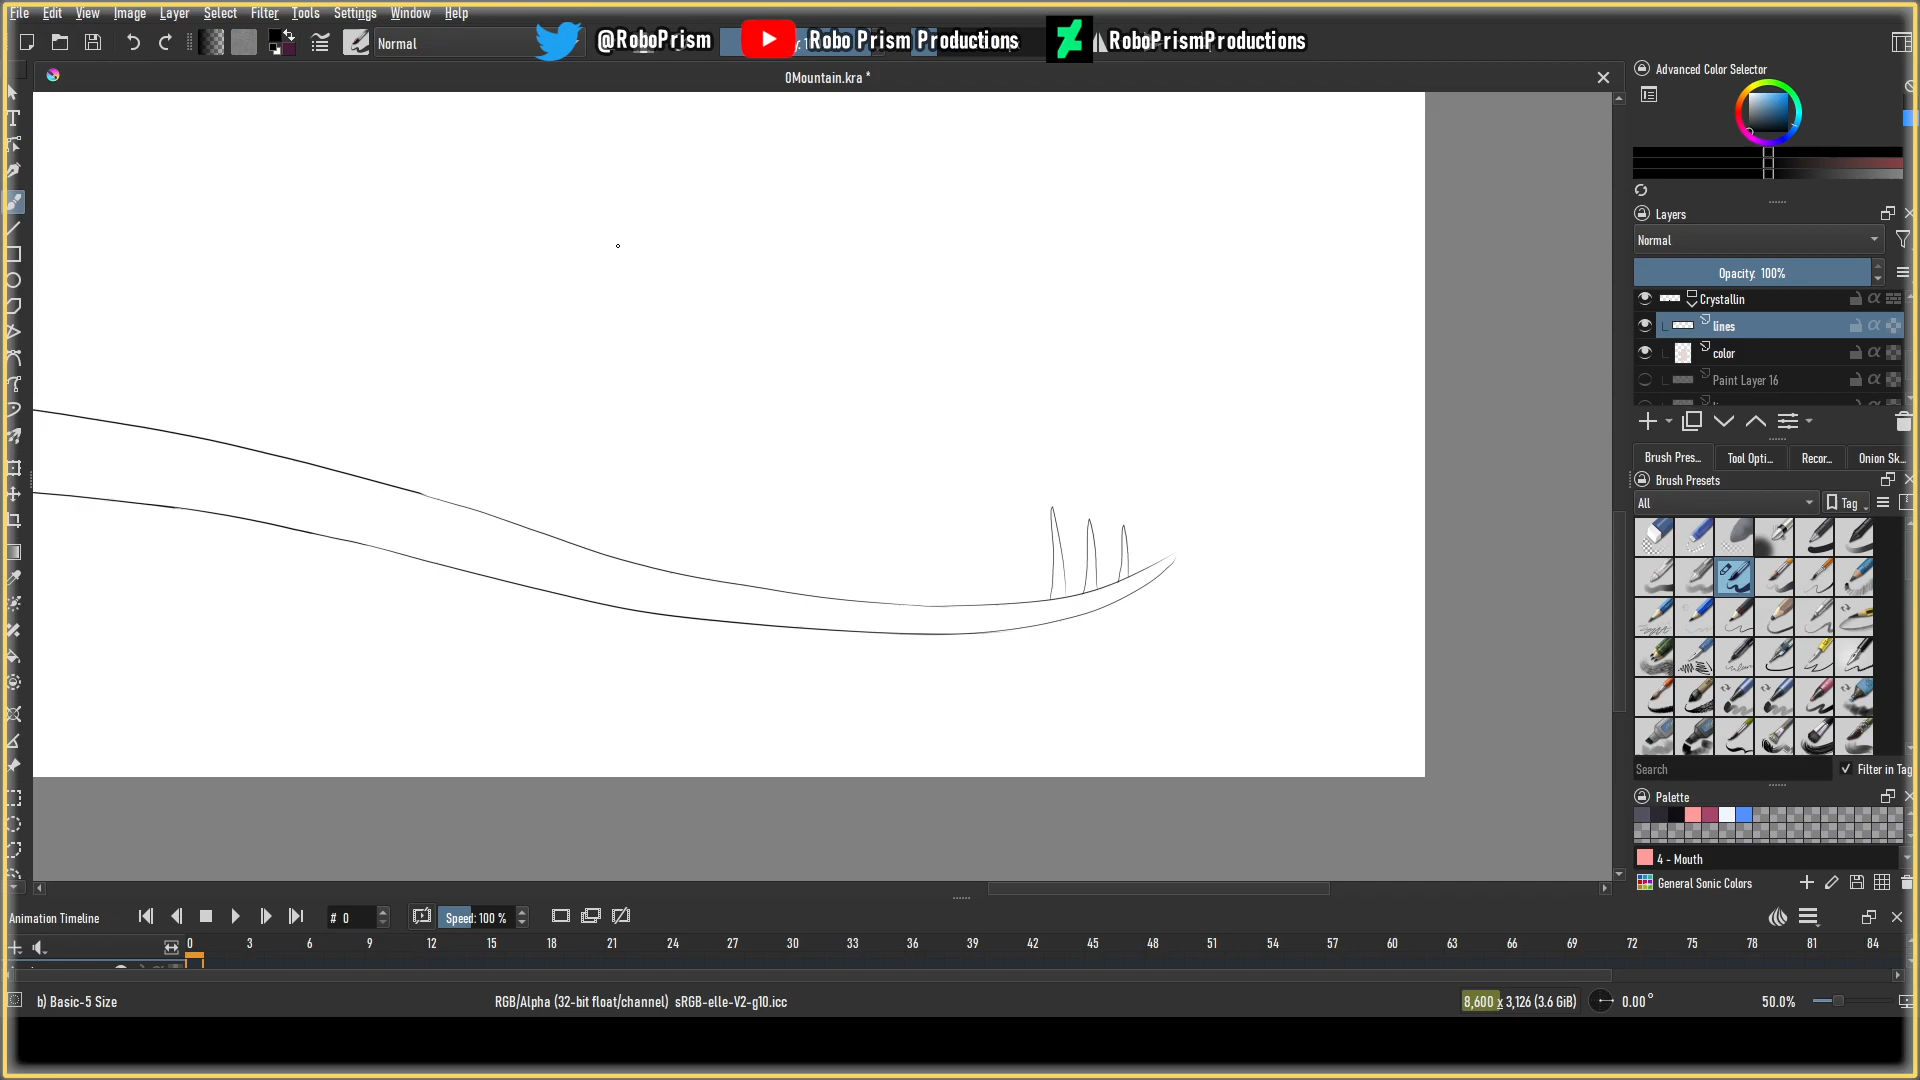 File Edit View Image Layer Select Filter Tools Settings Window Help
Normal
@RoboPrism
Robo Prism Productions
RoboPrismProductions
0Mountain.kra *
Advanced Color Selector
Layers
Normal
Opacity: 100%
Crystallin
lines
color
Paint Layer 16
Brush Pres... Tool Opti... Recor... Onion Sk...
Brush Presets
All Tag
Search Filter in Tag
Palette
4 - Mouth
General Sonic Colors
Animation Timeline # 0 Speed: 100 %
0 3 6 9 12 15 18 21 24 27 30 33 36 39 42 45 48 51 54 57 60 63 66 69 72 75 78 81 84
b) Basic-5 Size RGB/Alpha (32-bit float/channel) sRGB-elle-V2-g10.icc 8,600 x 3,126 (3.6 GiB) 0.00° 50.0%